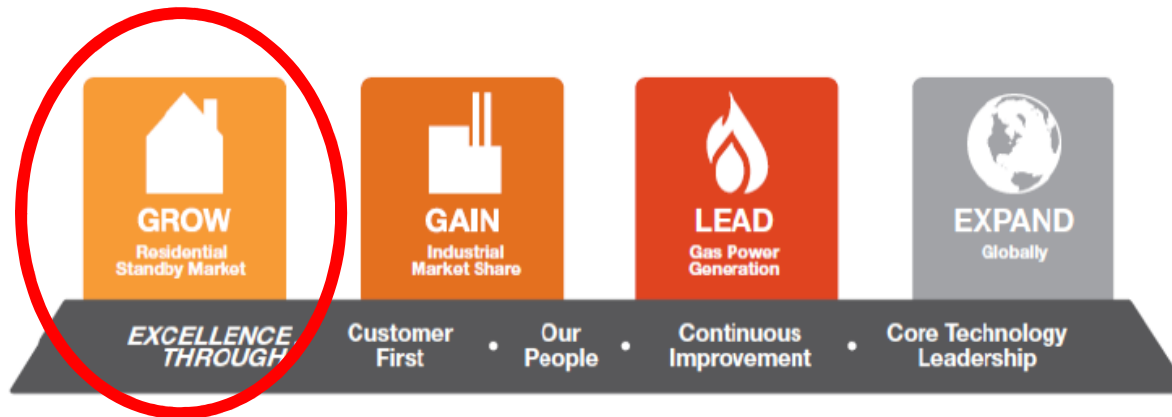 GROW
Residential
Standby Market
GAIN
Industrial
Market Share
LEAD
Gas Power
Generation
EXPAND
Globally
EXCELLENCE
THROUGH
Customer
First
•
Our
People
•
Continuous
Improvement
•
Core Technology
Leadership